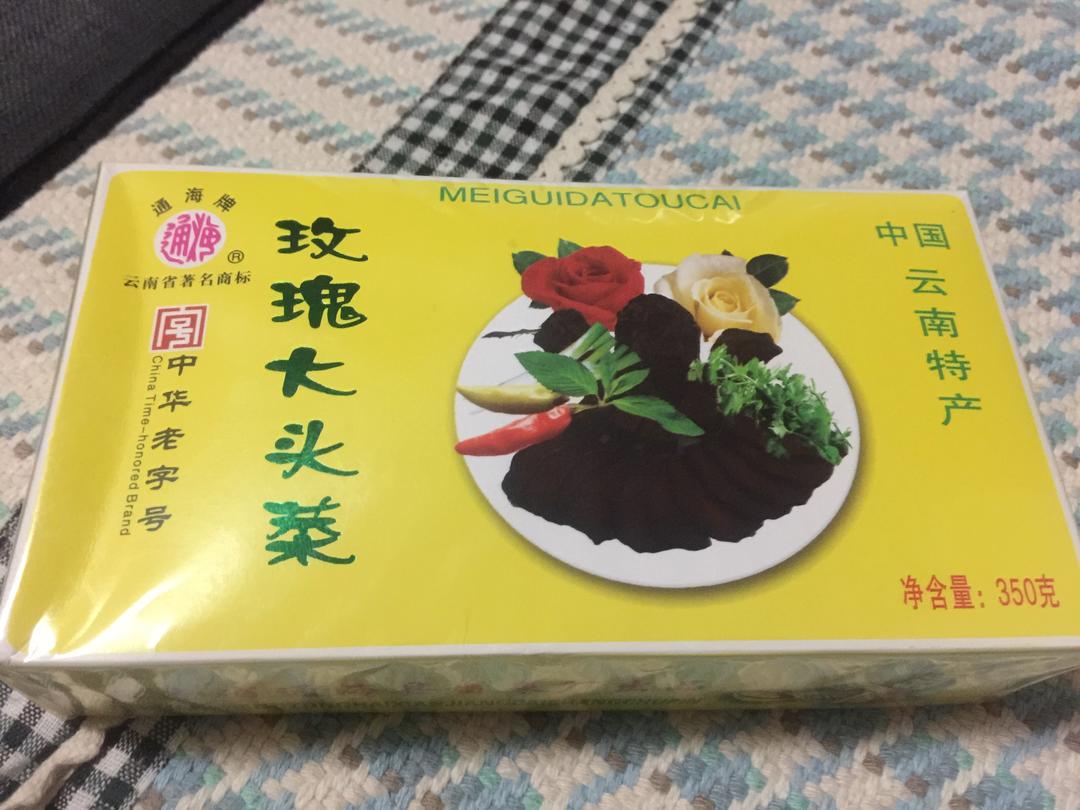 MEIGUIDATOUCAI
通海牌
通海
®
云南省著名商标
号
中华老字号
China Time-honored Brand
玫瑰大头菜
中国
云南特产
净含量：350克